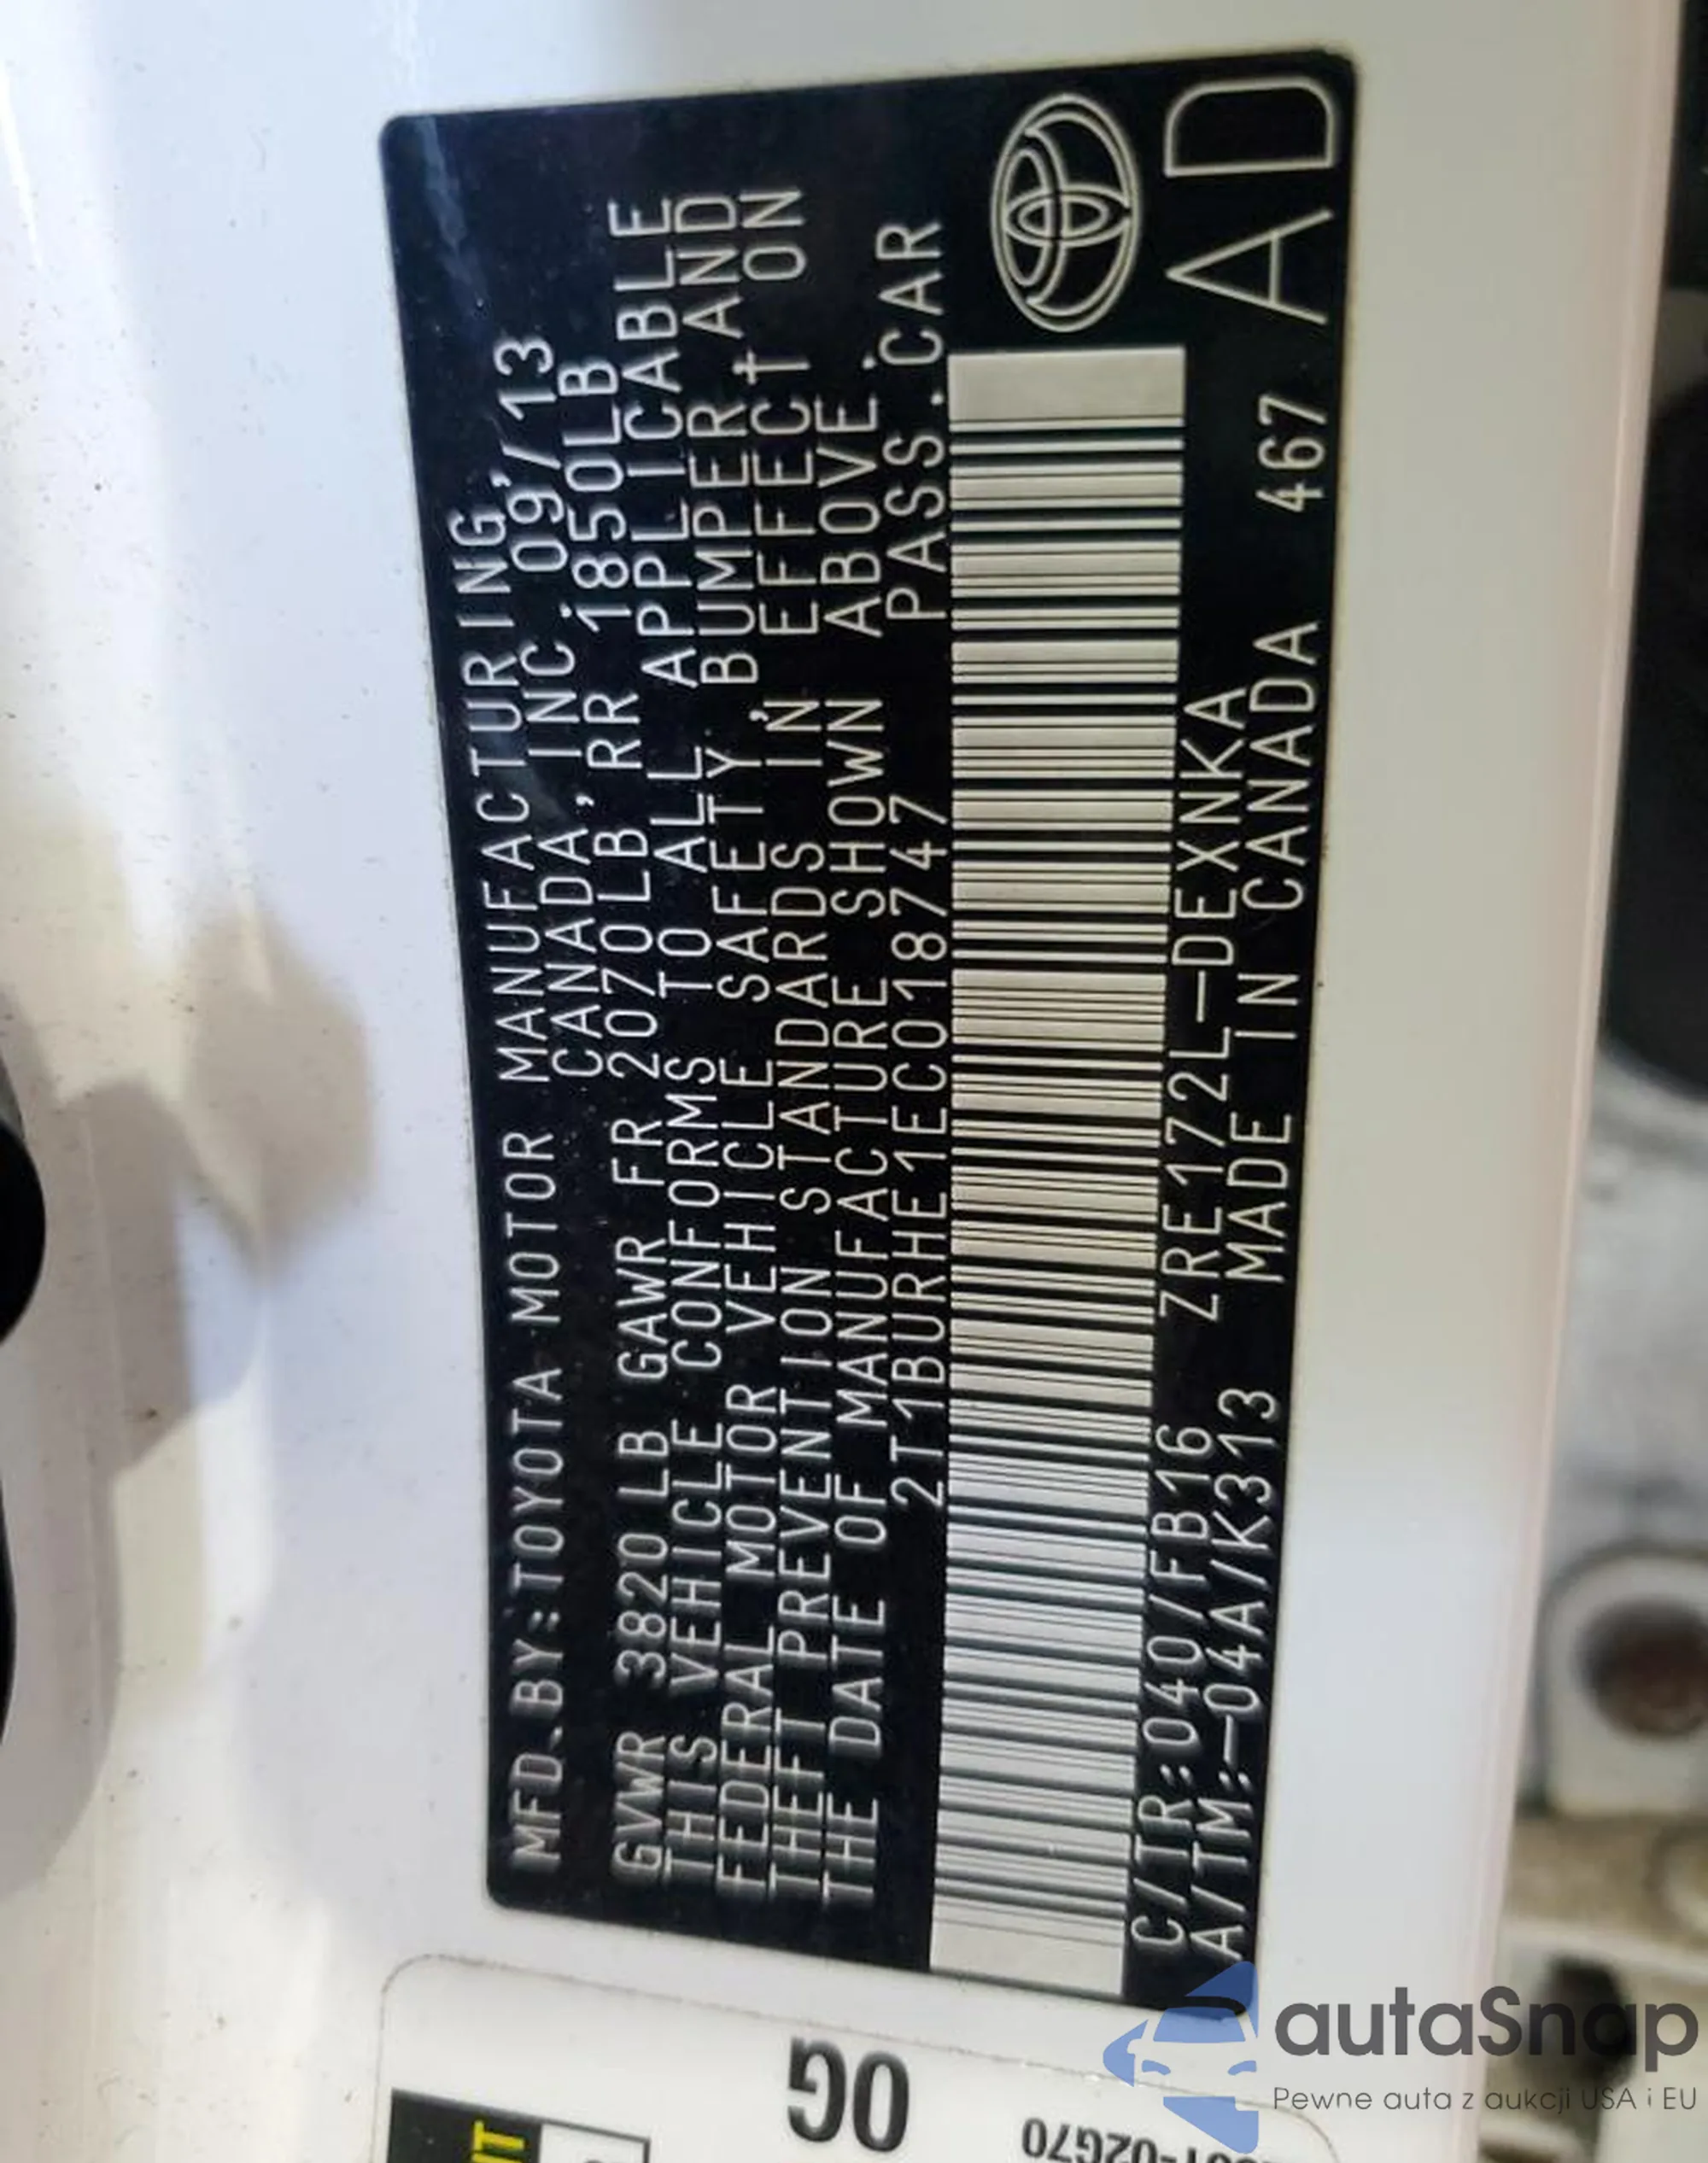 MFD.BY:TOYOTA MOTOR MANUFACTURING,
CANADA, INC. 09/13
GVWR 3820 LB GAWR FR 2070LB, RR 1850LB
THIS VEHICLE CONFORMS TO ALL APPLICABLE
FEDERAL MOTOR VEHICLE SAFETY, BUMPER AND
THEFT PREVENTION STANDARDS IN EFFECT ON
THE DATE OF MANUFACTURE SHOWN ABOVE.
2T1BURHE1EC018747 PASS.CAR
C/TR:040/FB16 ZRE172L-DEXNKA
A/TM:-04A/K313 MADE IN CANADA 467
AD
0G
02G70
autaSnap
Pewne auta z aukcji USA i EU